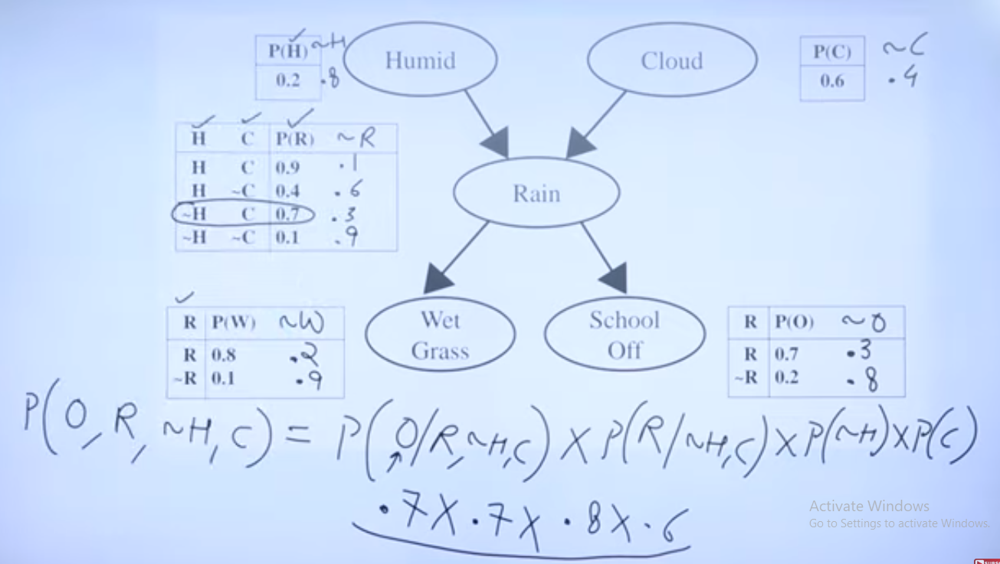 P(H) ~H
0.2 .8
Humid
Cloud
P(C) ~C
0.6 .4
H C P(R) ~R
H C 0.9 .1
H ~C 0.4 .6
~H C 0.7 .3
~H ~C 0.1 .9
Rain
R P(W) ~W
R 0.8 .2
~R 0.1 .9
Wet
Grass
School
Off
R P(O) ~O
R 0.7 .3
~R 0.2 .8
P(O, R, ~H, C) = P(O/R, ~H, C) X P(R/~H, C) X P(~H) X P(C)
.7 X .7 X .8 X .6
Activate Windows
Go to Settings to activate Windows.